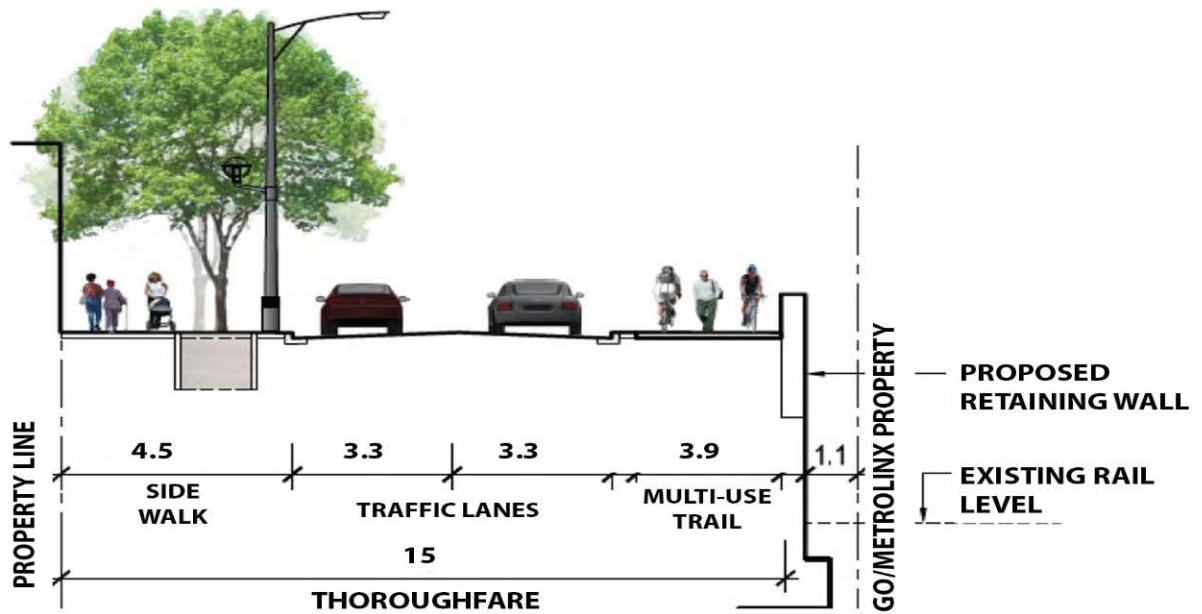 PROPERTY LINE
4.5
3.3
3.3
3.9
1.1
SIDE
WALK
TRAFFIC LANES
MULTI-USE
TRAIL
15
THOROUGHFARE
GO/METROLINX PROPERTY
PROPOSED
RETAINING WALL
EXISTING RAIL
LEVEL